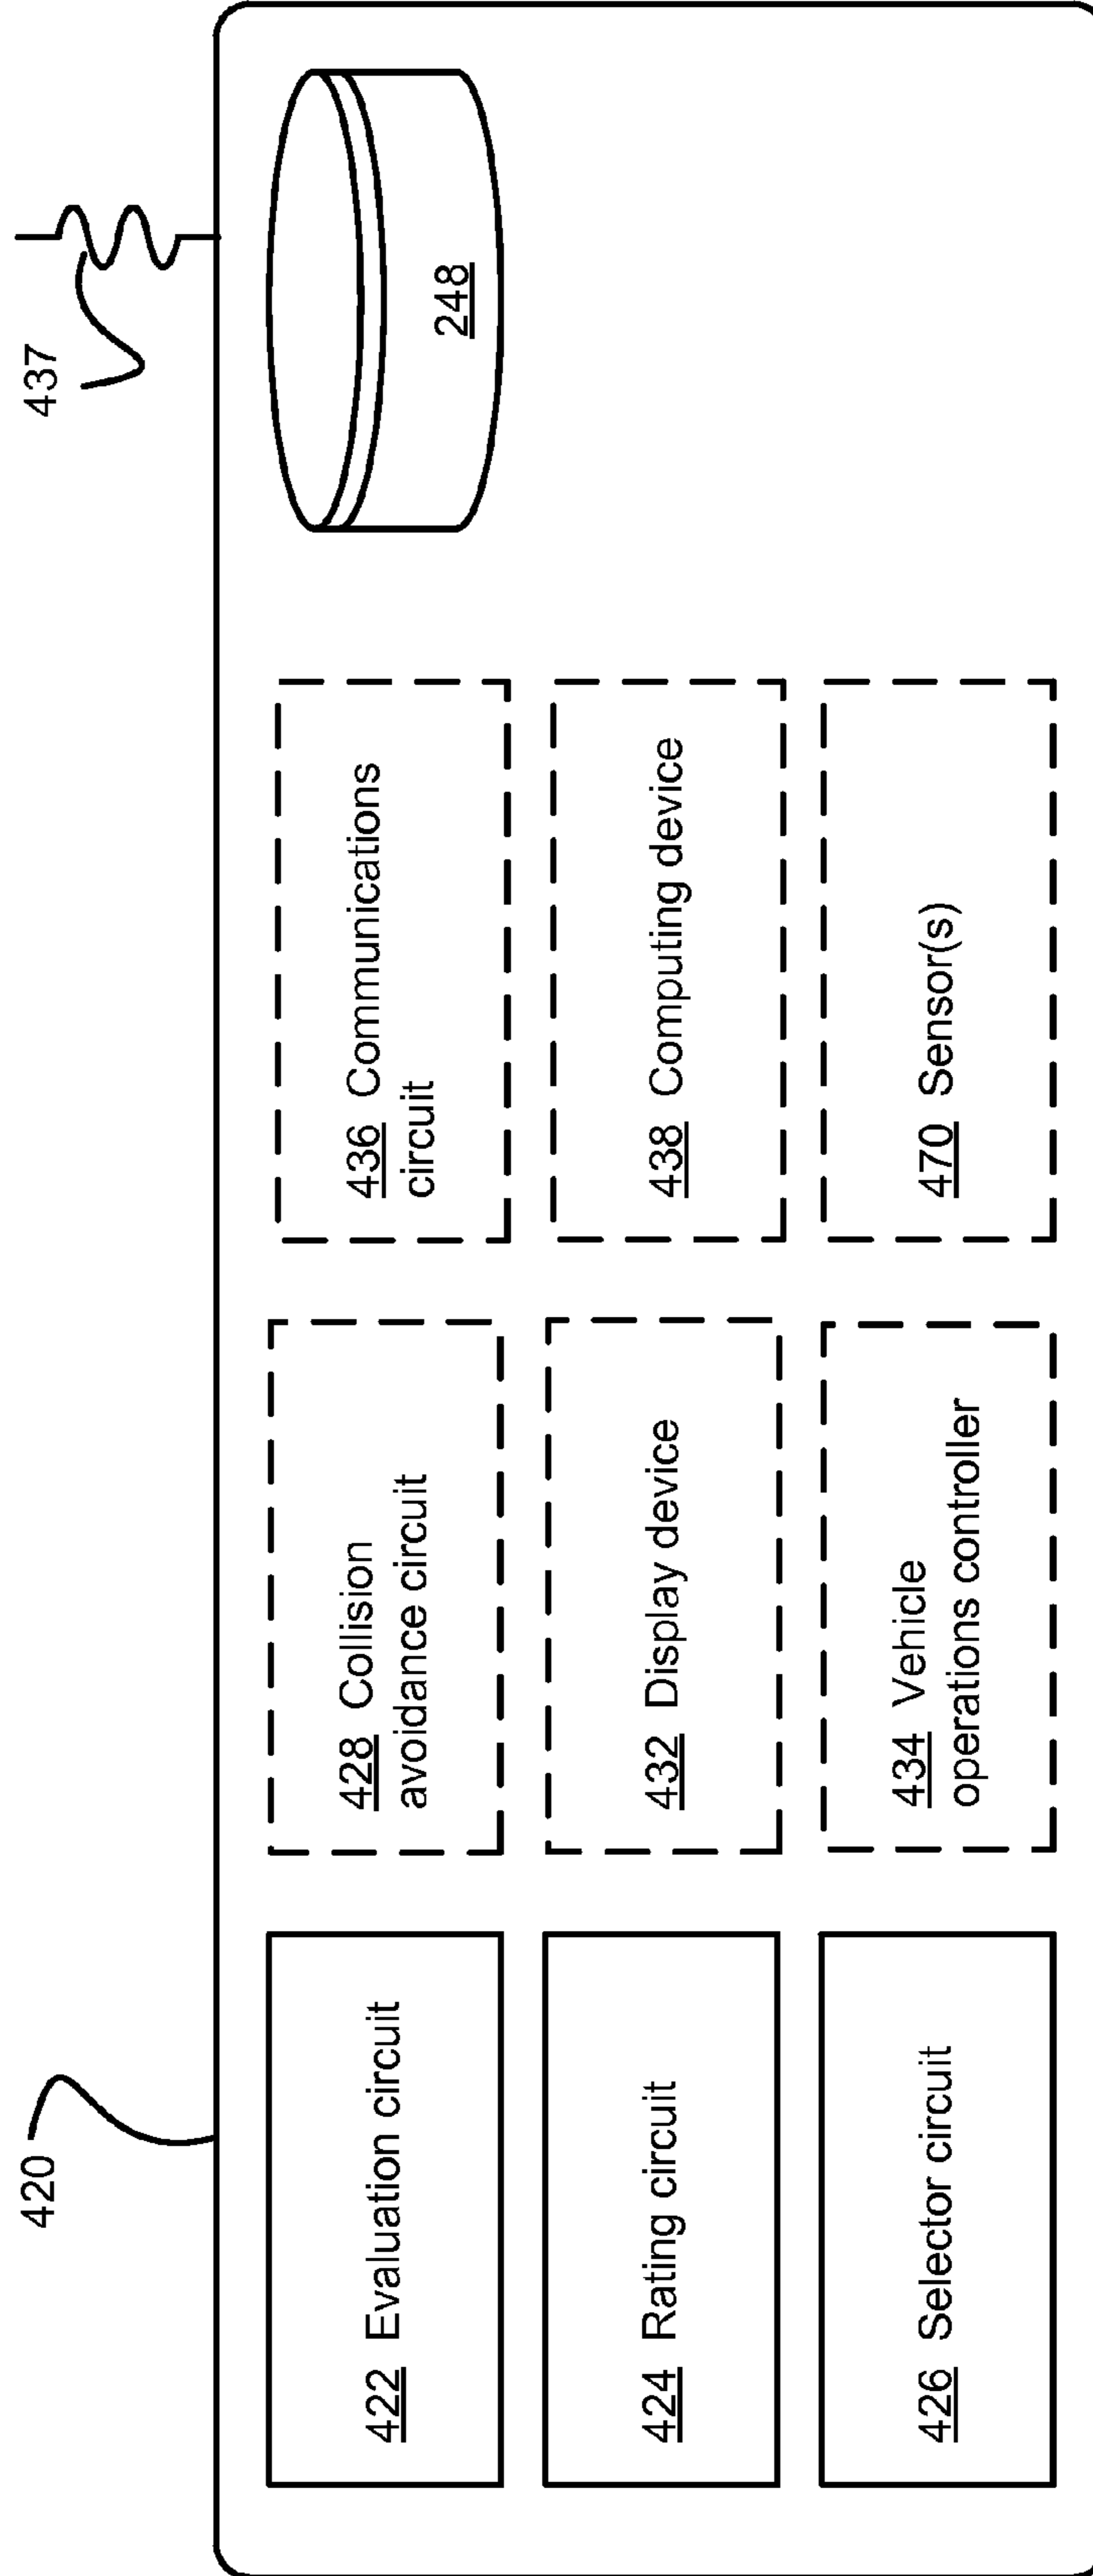 420
437
422 Evaluation circuit
424 Rating circuit
426 Selector circuit
428 Collision
avoidance circuit
432 Display device
434 Vehicle
operations controller
436 Communications
circuit
438 Computing device
470 Sensor(s)
248